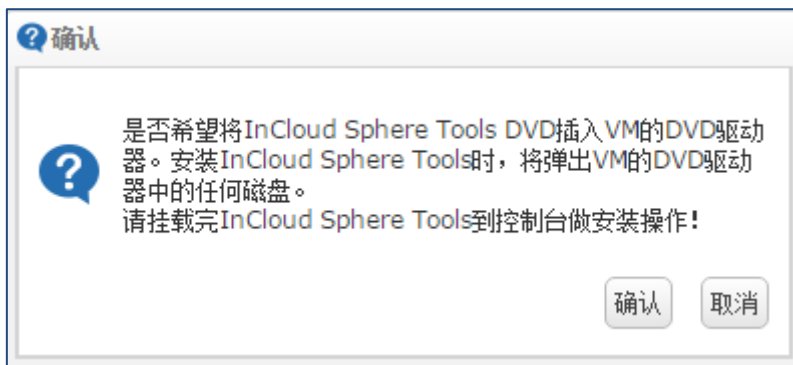 确认
是否希望将InCloud Sphere Tools DVD插入VM的DVD驱动
器。安装InCloud Sphere Tools时，将弹出VM的DVD驱动
器中的任何磁盘。
请挂载完InCloud Sphere Tools到控制台做安装操作!
确认 取消